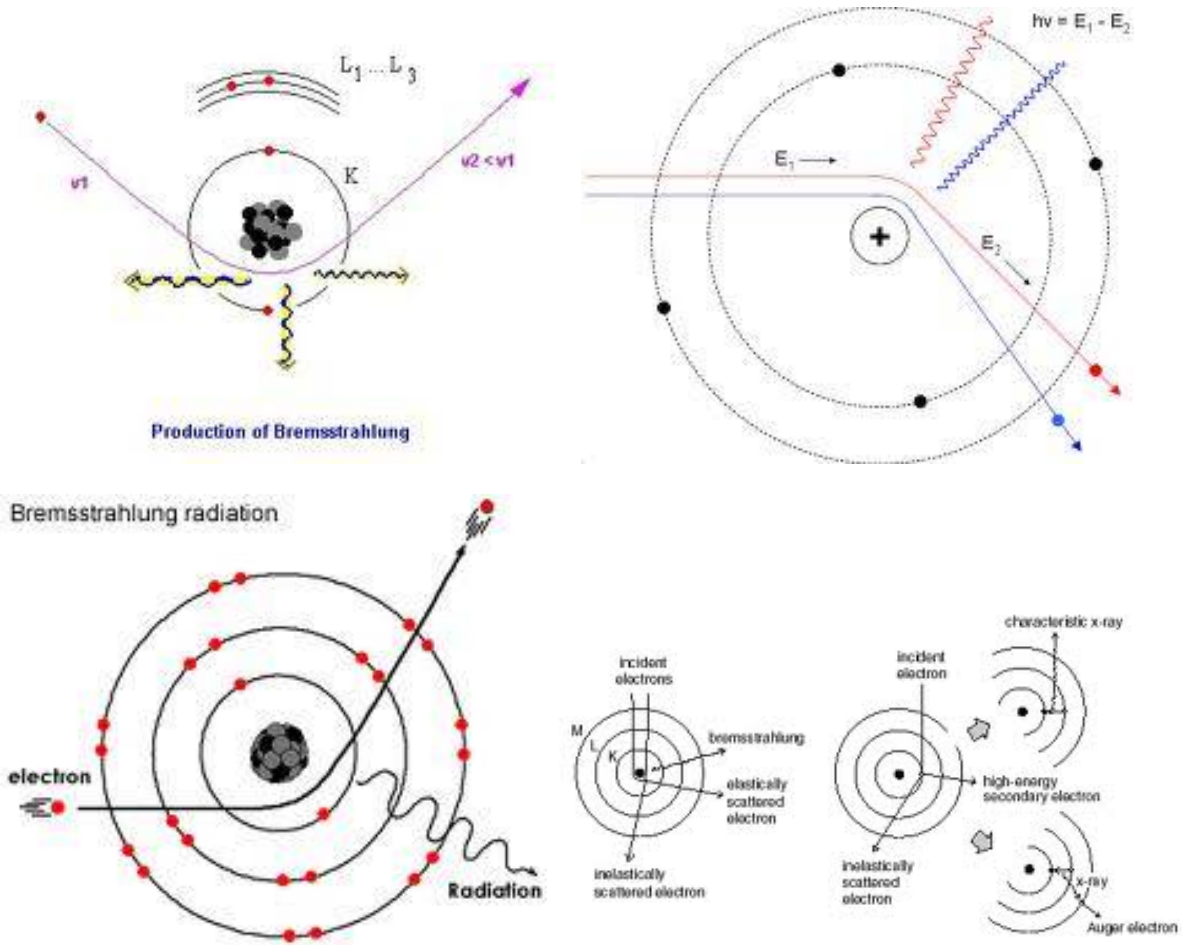 L₁ ... L₃
v1
v2 < v1
K
Production of Bremsstrahlung
hν = E₁ - E₂
E₁
+
E₂
Bremsstrahlung radiation
electron
Radiation
incident
electrons
M
L
K
bremsstrahlung
elastically
scattered
electron
inelastically
scattered electron
incident
electron
characteristic x-ray
high-energy
secondary electron
inelastically
scattered
electron
x-ray
Auger electron